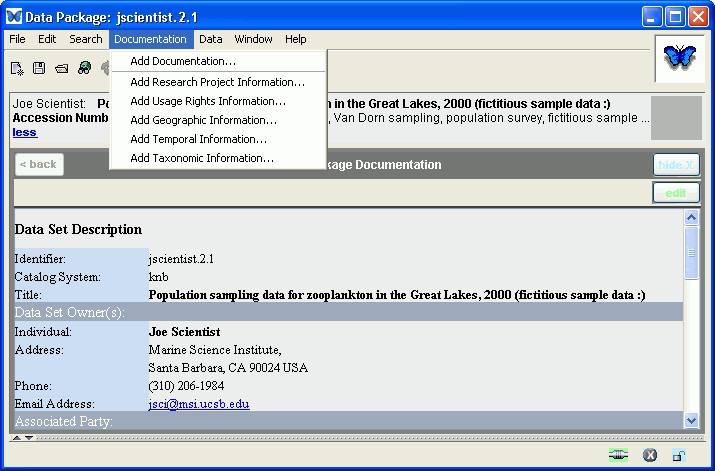 Data Package: jscientist.2.1
File Edit Search Documentation Data Window Help
Add Documentation...
Add Research Project Information...
Add Usage Rights Information...
Add Geographic Information...
Add Temporal Information...
Add Taxonomic Information...
Joe Scientist: in the Great Lakes, 2000 (fictitious sample data :)
Accession Numb , Van Dorn sampling, population survey, fictitious sample ...
less
< back kage Documentation hide X
edit
Data Set Description
Identifier: jscientist.2.1
Catalog System: knb
Title: Population sampling data for zooplankton in the Great Lakes, 2000 (fictitious sample data :)
Data Set Owner(s):
Individual: Joe Scientist
Address: Marine Science Institute,
Santa Barbara, CA 90024 USA
Phone: (310) 206-1984
Email Address: jsci@msi.ucsb.edu
Associated Party: